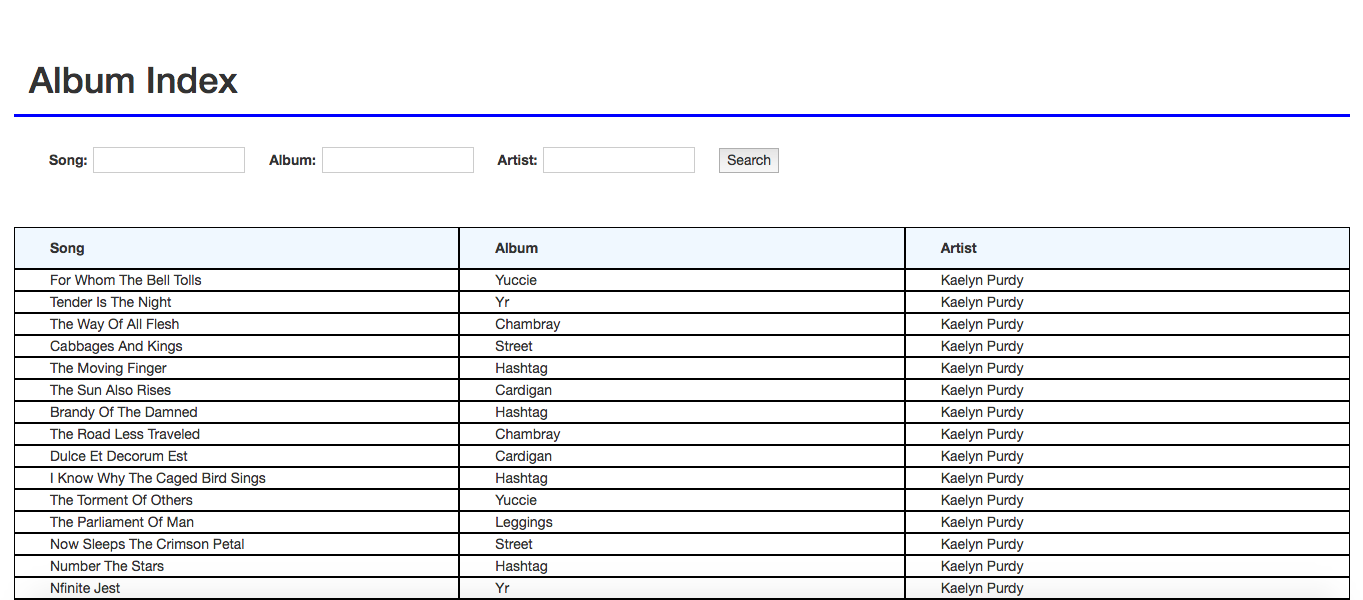 Album Index
Song: Album: Artist: Search
Song Album Artist
For Whom The Bell Tolls Yuccie Kaelyn Purdy
Tender Is The Night Yr Kaelyn Purdy
The Way Of All Flesh Chambray Kaelyn Purdy
Cabbages And Kings Street Kaelyn Purdy
The Moving Finger Hashtag Kaelyn Purdy
The Sun Also Rises Cardigan Kaelyn Purdy
Brandy Of The Damned Hashtag Kaelyn Purdy
The Road Less Traveled Chambray Kaelyn Purdy
Dulce Et Decorum Est Cardigan Kaelyn Purdy
I Know Why The Caged Bird Sings Hashtag Kaelyn Purdy
The Torment Of Others Yuccie Kaelyn Purdy
The Parliament Of Man Leggings Kaelyn Purdy
Now Sleeps The Crimson Petal Street Kaelyn Purdy
Number The Stars Hashtag Kaelyn Purdy
Nfinite Jest Yr Kaelyn Purdy